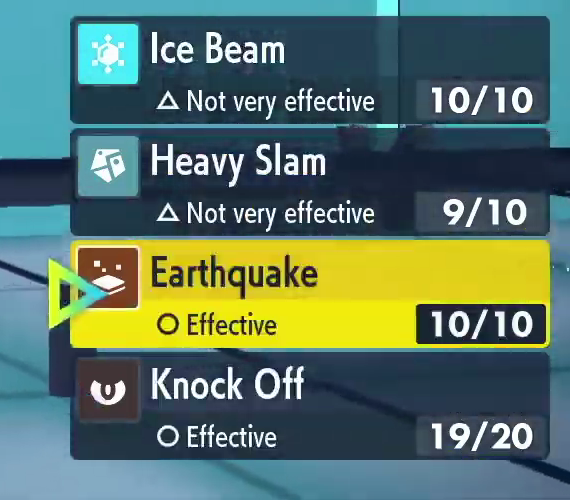 Ice Beam
Not very effective 10/10
Heavy Slam
Not very effective 9/10
Earthquake
Effective 10/10
Knock Off
Effective 19/20